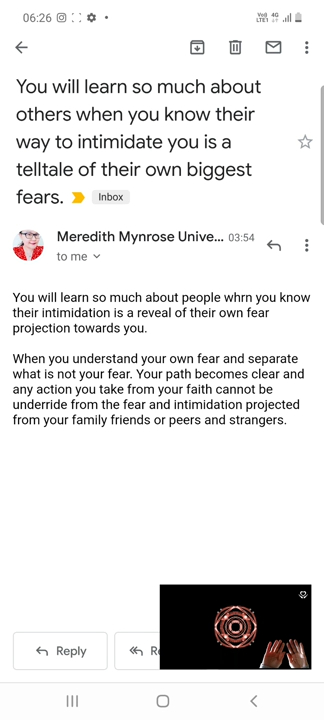 06:26
Vo)) 4G
LTE1
You will learn so much about
others when you know their
way to intimidate you is a
telltale of their own biggest
fears. Inbox
Meredith Mynrose Unive... 03:54
to me
You will learn so much about people whrn you know
their intimidation is a reveal of their own fear
projection towards you.
When you understand your own fear and separate
what is not your fear. Your path becomes clear and
any action you take from your faith cannot be
underride from the fear and intimidation projected
from your family friends or peers and strangers.
Reply
Re